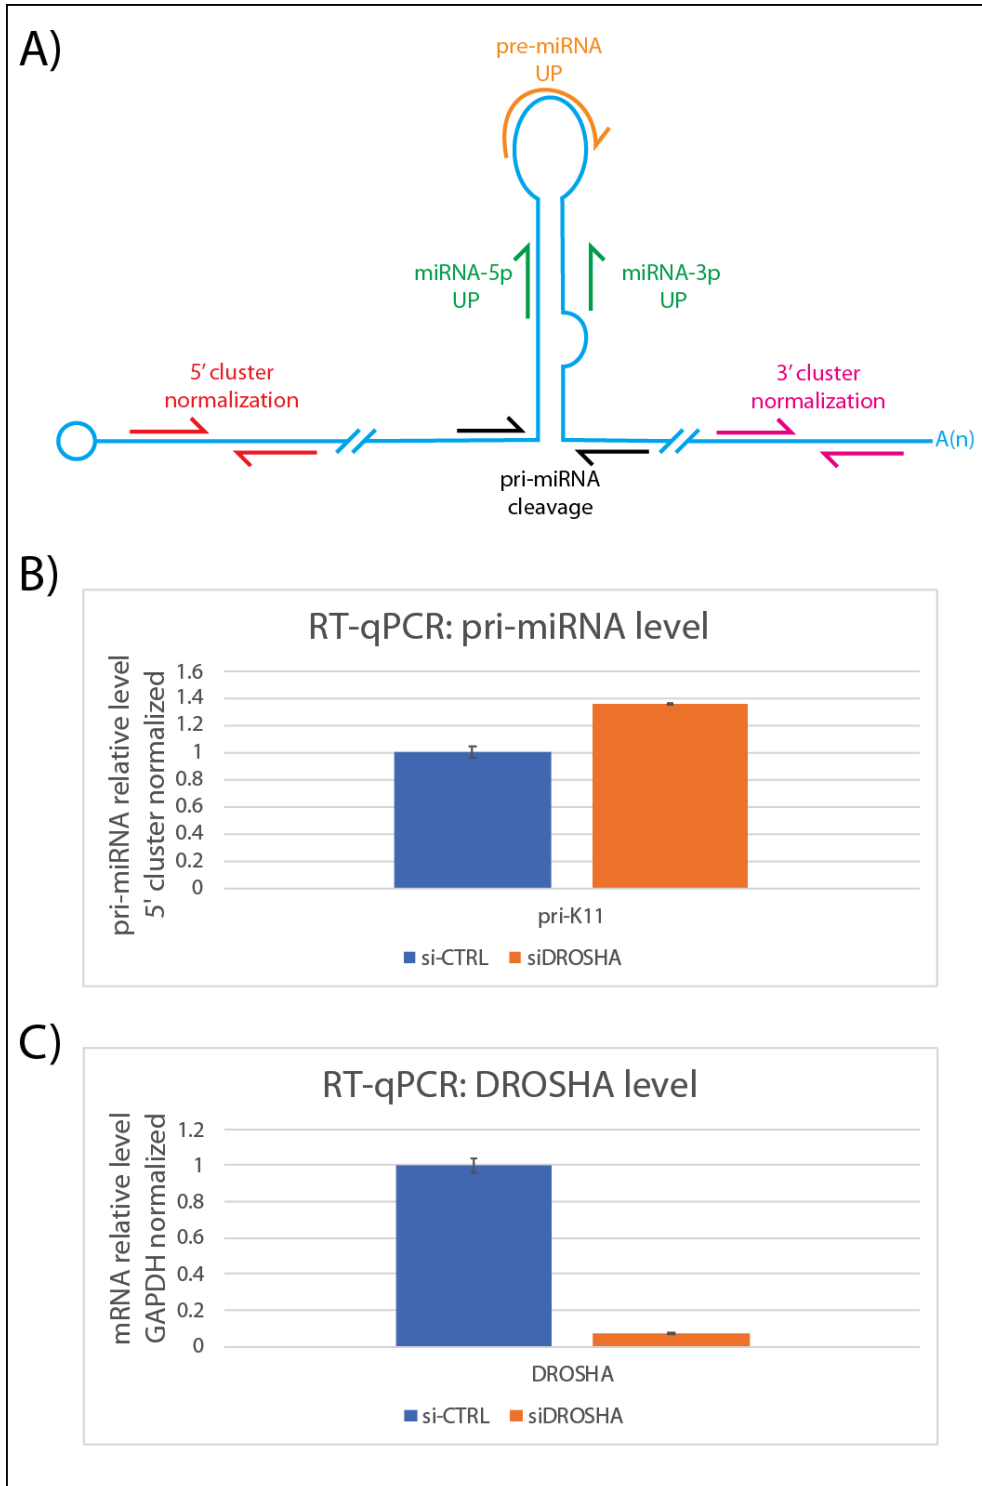 A)
pre-miRNA
UP
miRNA-5p
UP
miRNA-3p
UP
5' cluster
normalization
3' cluster
normalization
A(n)
pri-miRNA
cleavage
B)
RT-qPCR: pri-miRNA level
pri-miRNA relative level
5' cluster normalized
1.6
1.4
1.2
1
0.8
0.6
0.4
0.2
0
pri-K11
si-CTRL siDROSHA
C)
RT-qPCR: DROSHA level
mRNA relative level
GAPDH normalized
1.2
1
0.8
0.6
0.4
0.2
0
DROSHA
si-CTRL siDROSHA